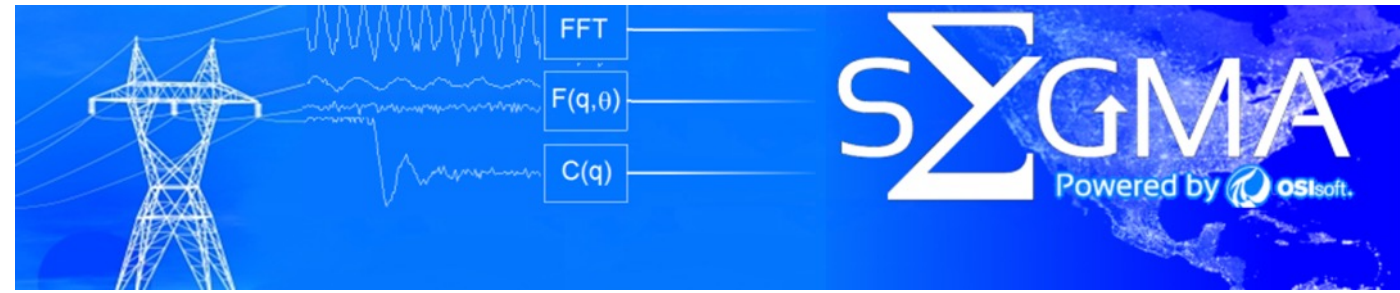 FFT
F(q,θ)
C(q)
SΣGMA
Powered by OSIsoft.